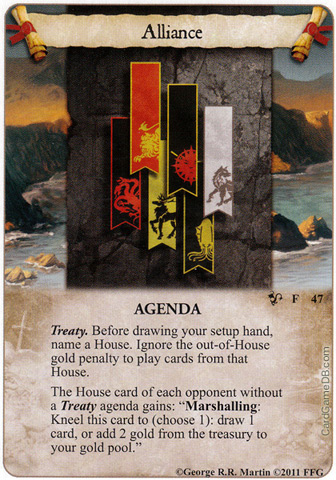 Alliance
AGENDA
F 47
Treaty. Before drawing your setup hand,
name a House. Ignore the out-of-House
gold penalty to play cards from that
House.
The House card of each opponent without
a Treaty agenda gains: “Marshalling:
Kneel this card to (choose 1): draw 1
card, or add 2 gold from the treasury to
your gold pool.”
©George R.R. Martin ©2011 FFG
CardGameDB.com